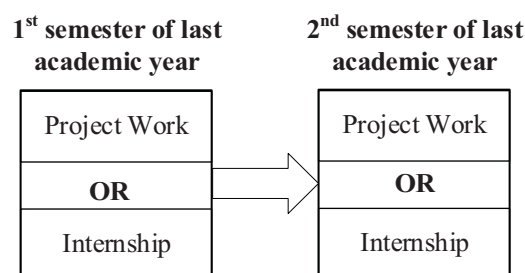 1st semester of last
academic year
Project Work
OR
Internship
2nd semester of last
academic year
Project Work
OR
Internship